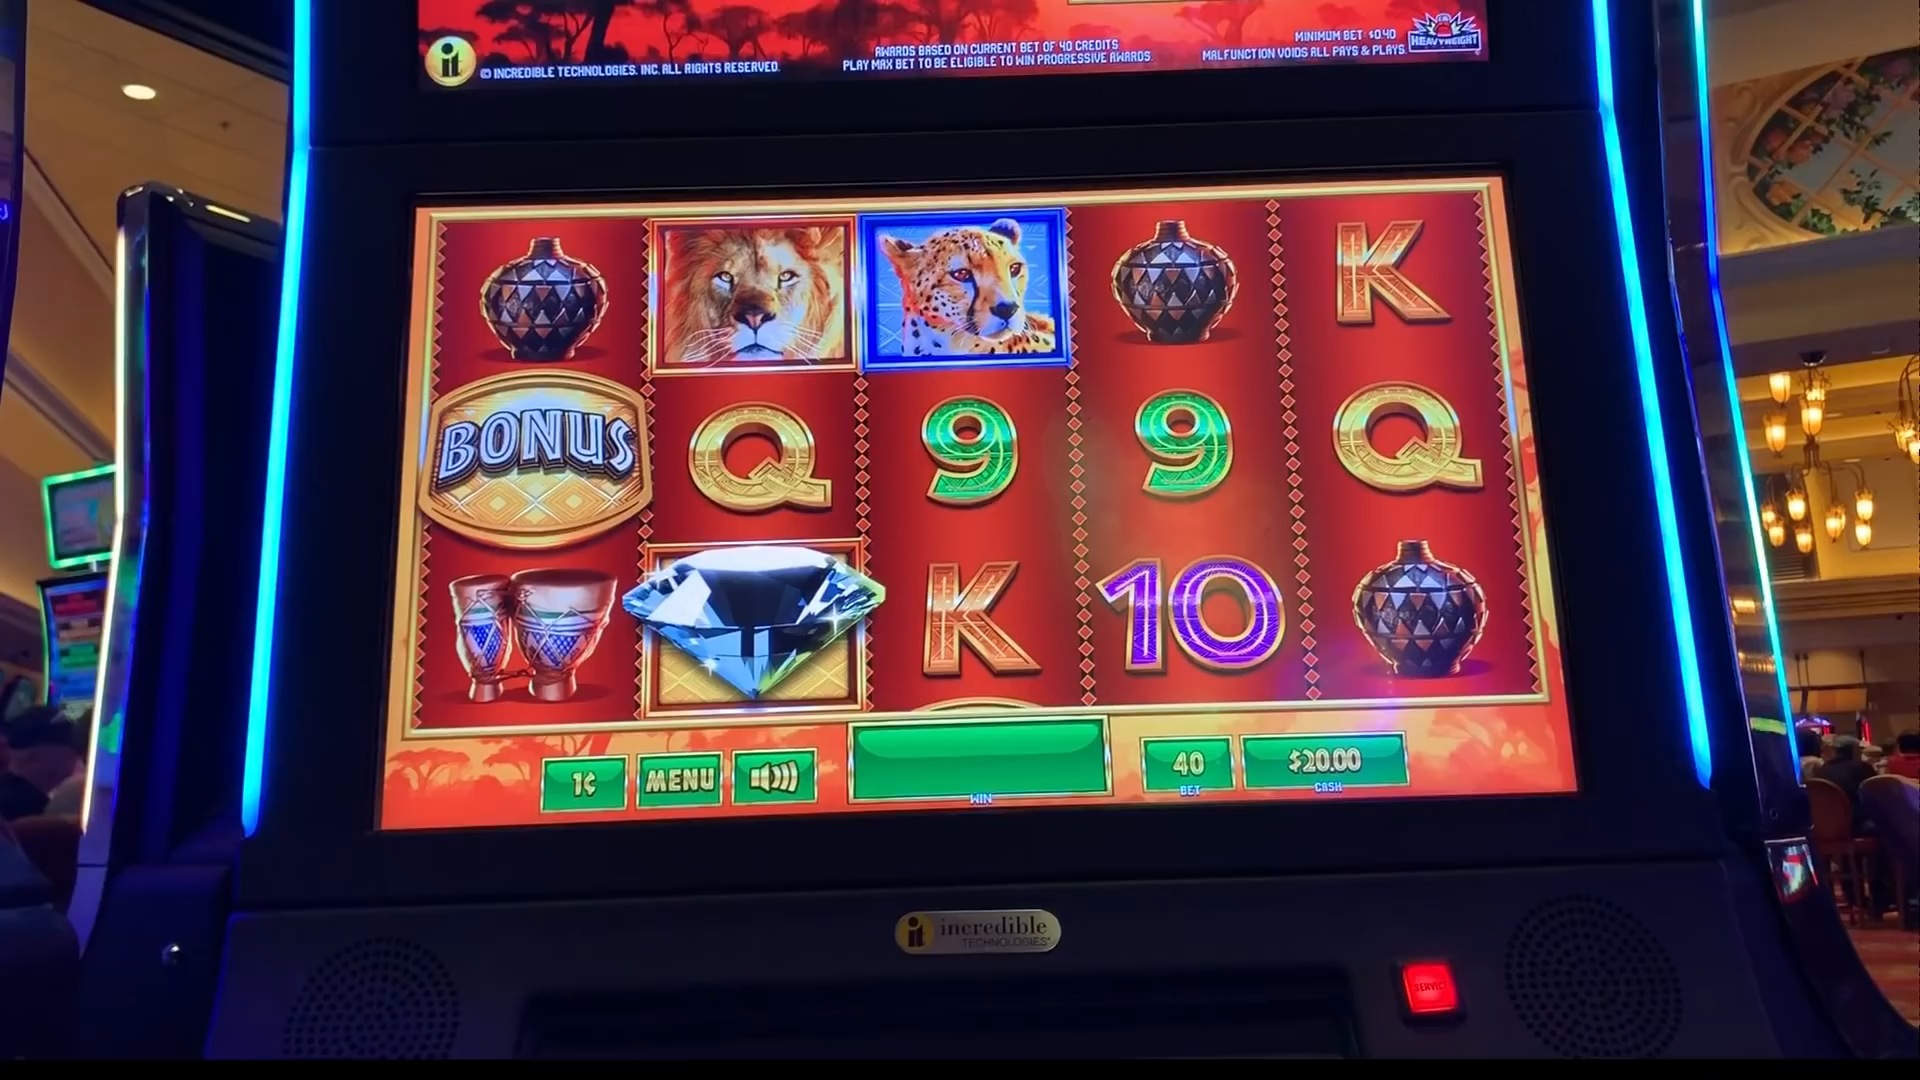 it
© INCREDIBLE TECHNOLOGIES, INC. ALL RIGHTS RESERVED.
AWARDS BASED ON CURRENT BET OF 40 CREDITS
PLAY MAX BET TO BE ELIGIBLE TO WIN PROGRESSIVE AWARDS.
MINIMUM BET: $0.40
MALFUNCTION VOIDS ALL PAYS & PLAYS
HEAVYWEIGHT
K
BONUS
Q
9
9
Q
K
10
1¢
MENU
WIN
40
BET
$20.00
CASH
it incredible
TECHNOLOGIES
SERVICE